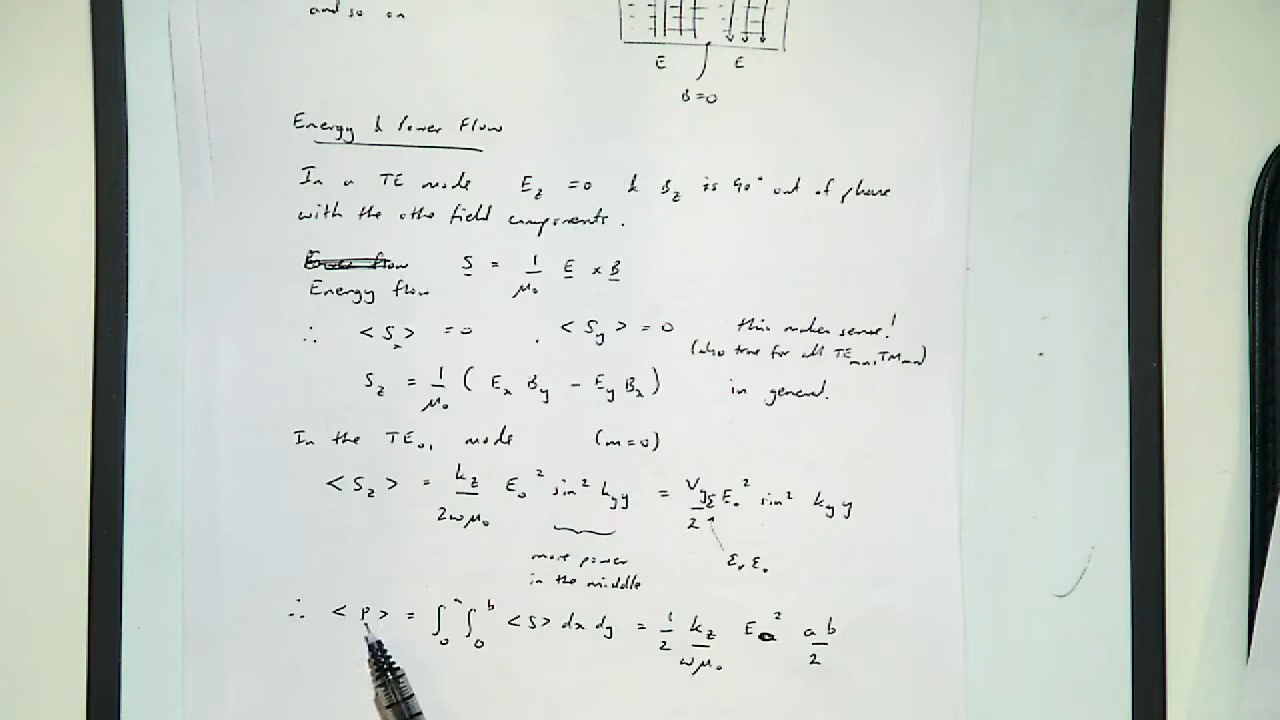 and so on
E E
B = 0
Energy & Power Flow
In a TE mode E_z = 0 & B_z is 90° out of phase
with the othe field components.
S = 1/μ₀ E × B
Energy flow
∴ <S_x> = 0 , <S_y> = 0 this makes sense!
(also true for all TE_mn, TM_mn)
S_z = 1/μ₀ ( E_x B_y - E_y B_x ) in general.
In the TE₀₁ mode (m = 0)
<S_z> = k_z/2ωμ₀ E₀² sin² k_y y = V_g/2 ε E₀² sin² k_y y
ε_r ε₀
more power
in the middle
∴ <P> = ∫₀^a ∫₀^b <S> dx dy = 1/2 k_z/ωμ₀ E₀² ab/2